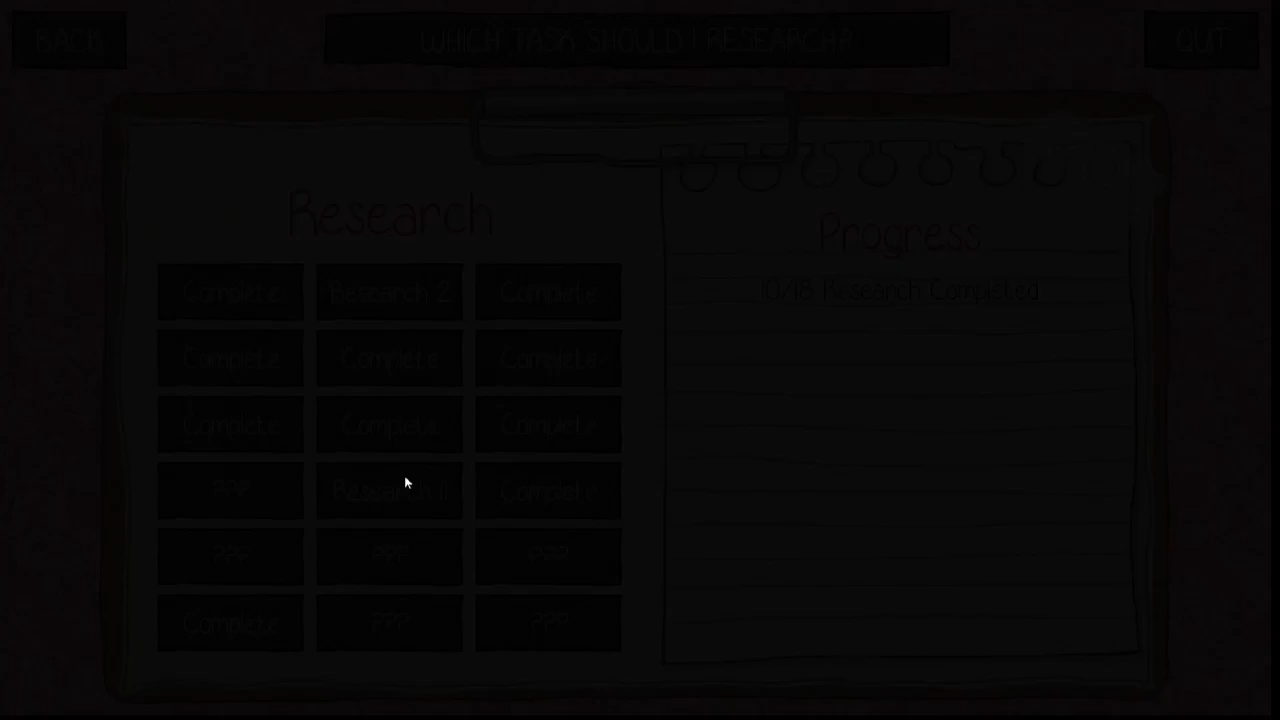 BACK
WHICH TASK SHOULD I RESEARCH?
QUIT
Research
Complete Research 2 Complete
Complete Complete Complete
Complete Complete Complete
??? Research 11 Complete
??? ??? ???
Complete ??? ???
Progress
10/18 Research Completed